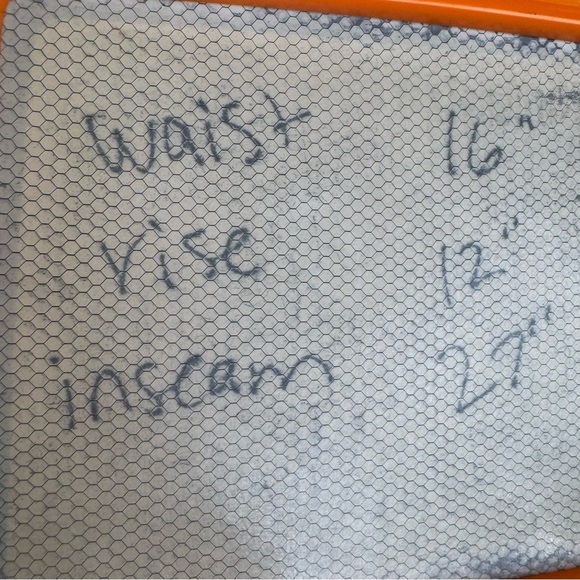 waist 16"
rise 12"
inseam 27"